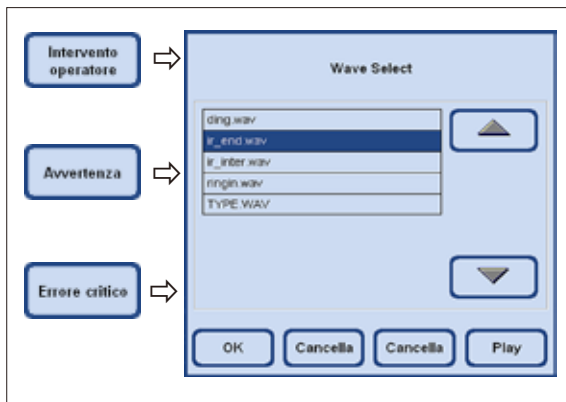 Intervento
operatore
Avvertenza
Errore critico
Wave Select
ding.wav
ir_end.wav
ir_inter.wav
ringin.wav
TYPE.WAV
OK
Cancella
Cancella
Play